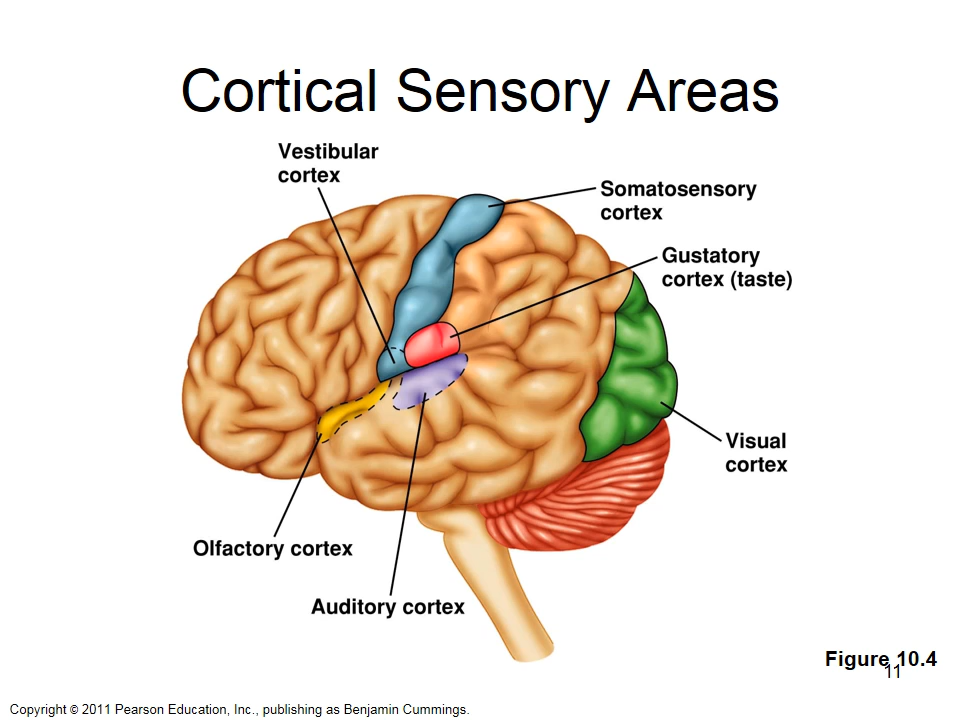 Cortical Sensory Areas
Vestibular
cortex
Somatosensory
cortex
Gustatory
cortex (taste)
Visual
cortex
Olfactory cortex
Auditory cortex
Figure 10.4
11
Copyright © 2011 Pearson Education, Inc., publishing as Benjamin Cummings.